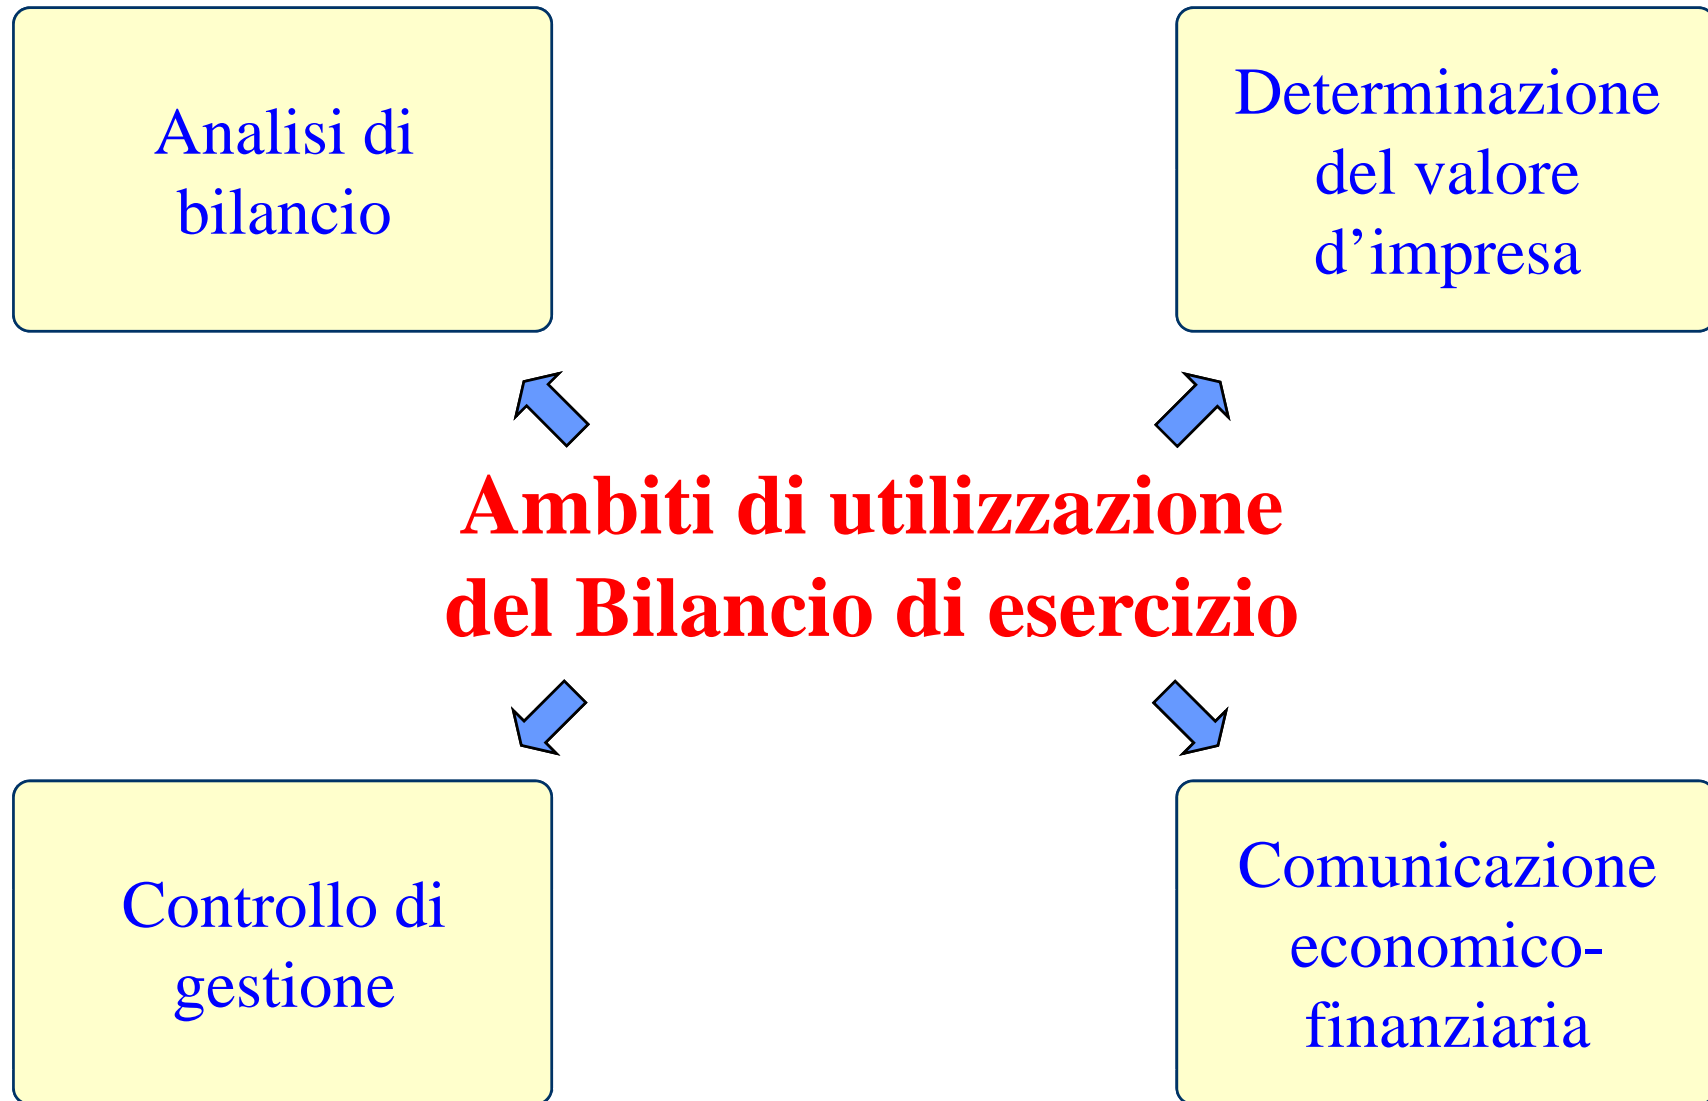 Analisi di
bilancio
Determinazione
del valore
d’impresa
Ambiti di utilizzazione
del Bilancio di esercizio
Controllo di
gestione
Comunicazione
economico-
finanziaria